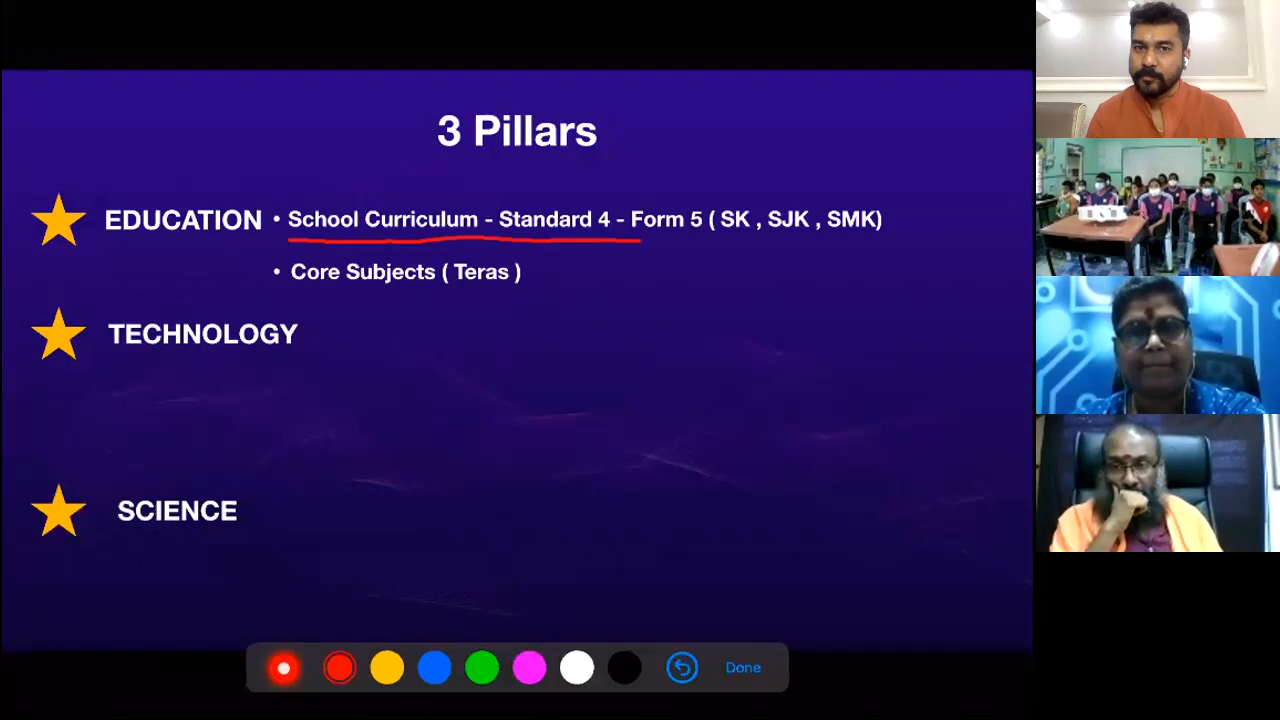 3 Pillars
EDUCATION • School Curriculum - Standard 4 - Form 5 ( SK , SJK , SMK)
• Core Subjects ( Teras )
TECHNOLOGY
SCIENCE
Done